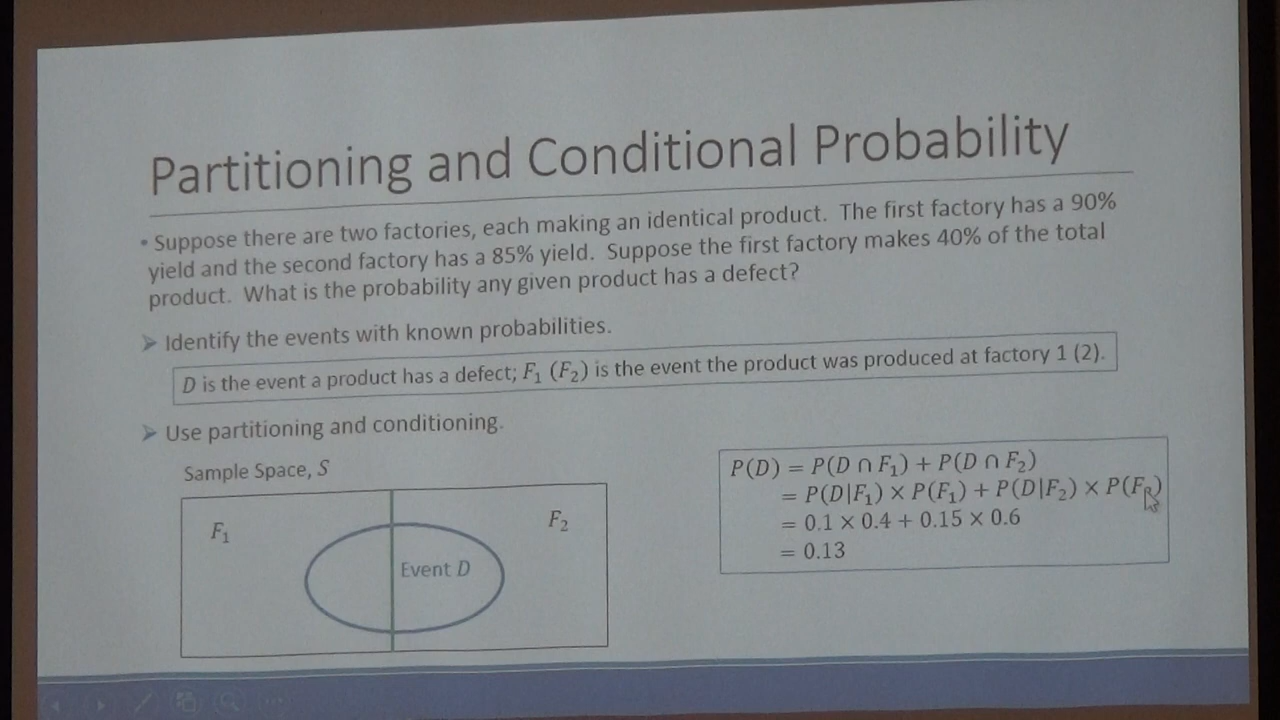 Partitioning and Conditional Probability
• Suppose there are two factories, each making an identical product. The first factory has a 90%
yield and the second factory has a 85% yield. Suppose the first factory makes 40% of the total
product. What is the probability any given product has a defect?
➢ Identify the events with known probabilities.
D is the event a product has a defect; F₁ (F₂) is the event the product was produced at factory 1 (2).
➢ Use partitioning and conditioning.
Sample Space, S
F₁
F₂
Event D
P(D) = P(D ∩ F₁) + P(D ∩ F₂)
= P(D|F₁) × P(F₁) + P(D|F₂) × P(F₂)
= 0.1 × 0.4 + 0.15 × 0.6
= 0.13